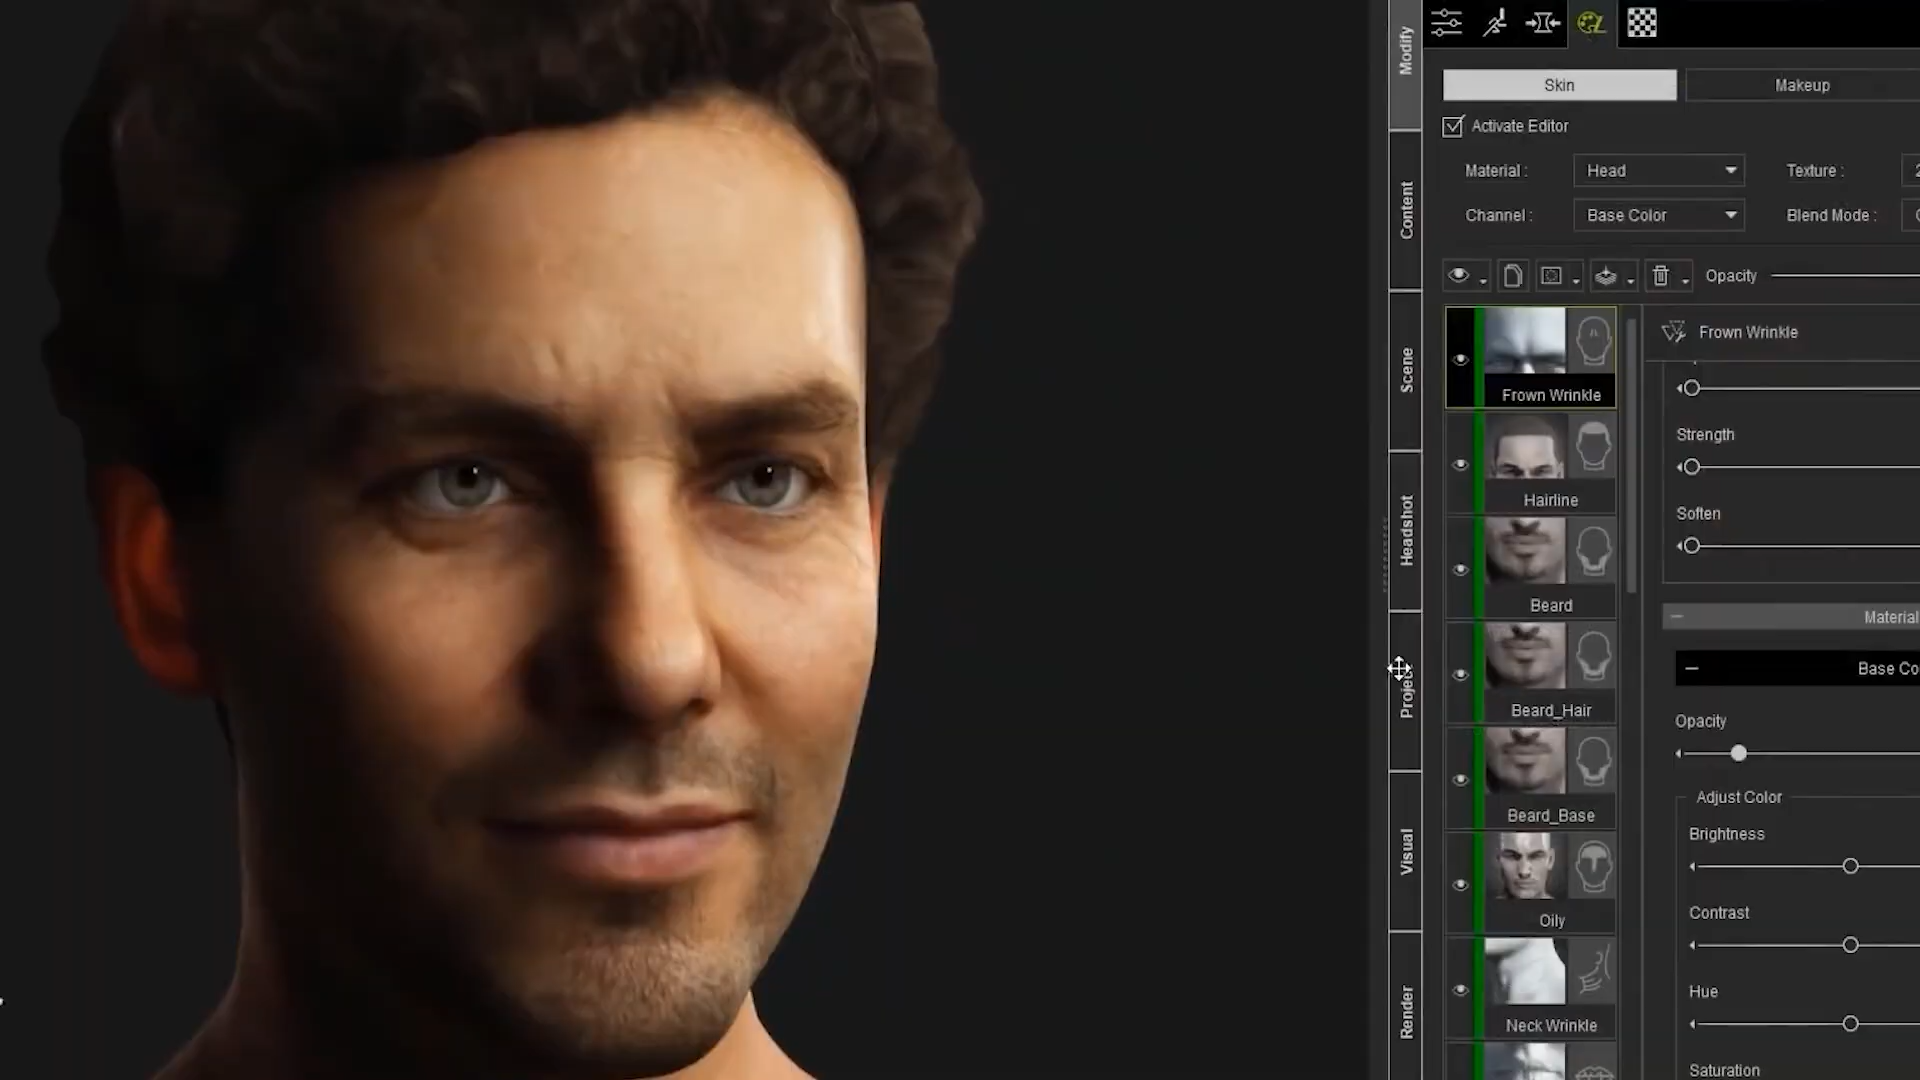 Modify
Content
Scene
Headshot
Project
Visual
Render
Skin
Makeup
Activate Editor
Material :
Head
Texture :
2
Channel :
Base Color
Blend Mode :
Opacity
Frown Wrinkle
Hairline
Beard
Beard_Hair
Beard_Base
Oily
Neck Wrinkle
Frown Wrinkle
Strength
Soften
Material
Base Co
Opacity
Adjust Color
Brightness
Contrast
Hue
Saturation